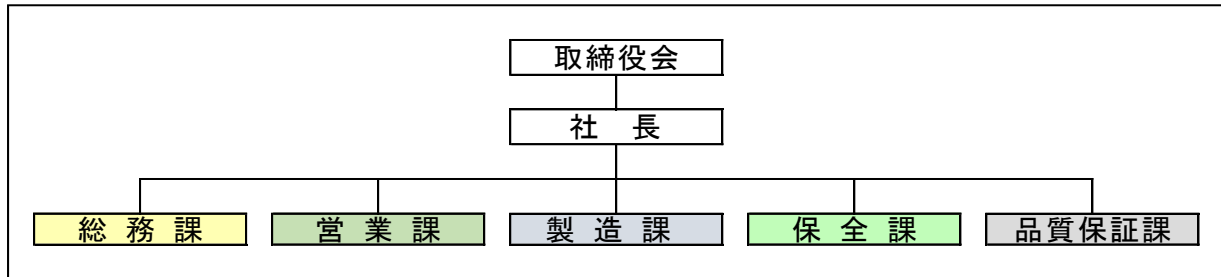 取締役会
社 長
総 務 課
営 業 課
製 造 課
保 全 課
品質保証課